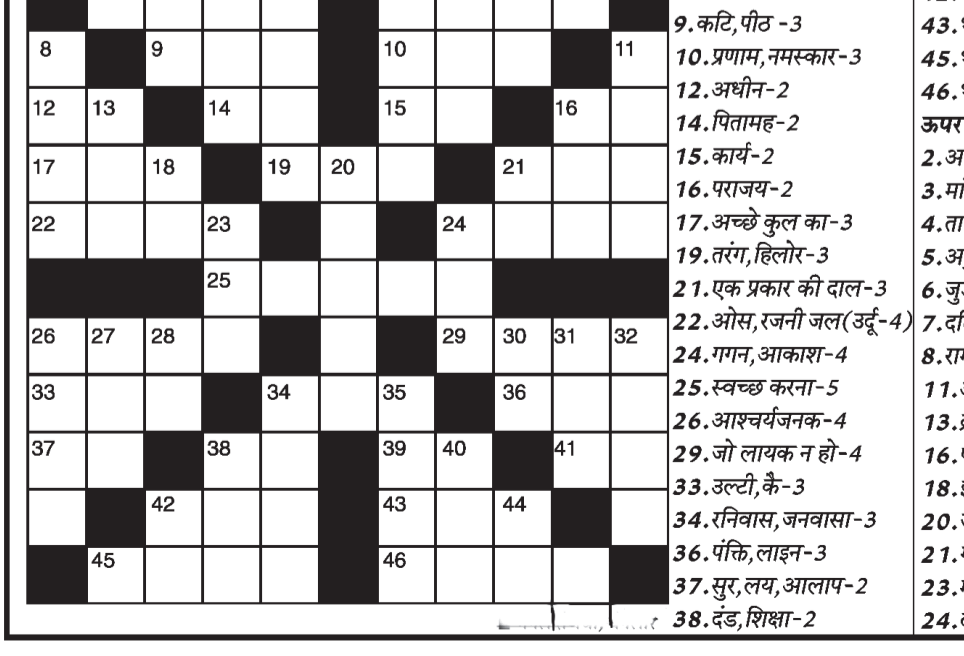 8 9 10 11
12 13 14 15 16
17 18 19 20 21
22 23 24
25
26 27 28 29 30 31 32
33 34 35 36
37 38 39 40 41
42 43 44
45 46
9.कटि,पीठ -3
10.प्रणाम,नमस्कार-3
12.अधीन-2
14.पितामह-2
15.कार्य-2
16.पराजय-2
17.अच्छे कुल का-3
19.तरंग,हिलोर-3
21.एक प्रकार की दाल-3
22.ओस,रजनी जल(उर्दू-4)
24.गगन,आकाश-4
25.स्वच्छ करना-5
26.आश्चर्यजनक-4
29.जो लायक न हो-4
33.उल्टी,कै-3
34.रनिवास,जनवासा-3
36.पंक्ति,लाइन-3
37.सुर,लय,आलाप-2
38.दंड,शिक्षा-2
43.
45.
46.
ऊपर
2.
3.
4.
5.
6.
7.
8.
11.
13.
16.
18.
20.
21.
23.
24.